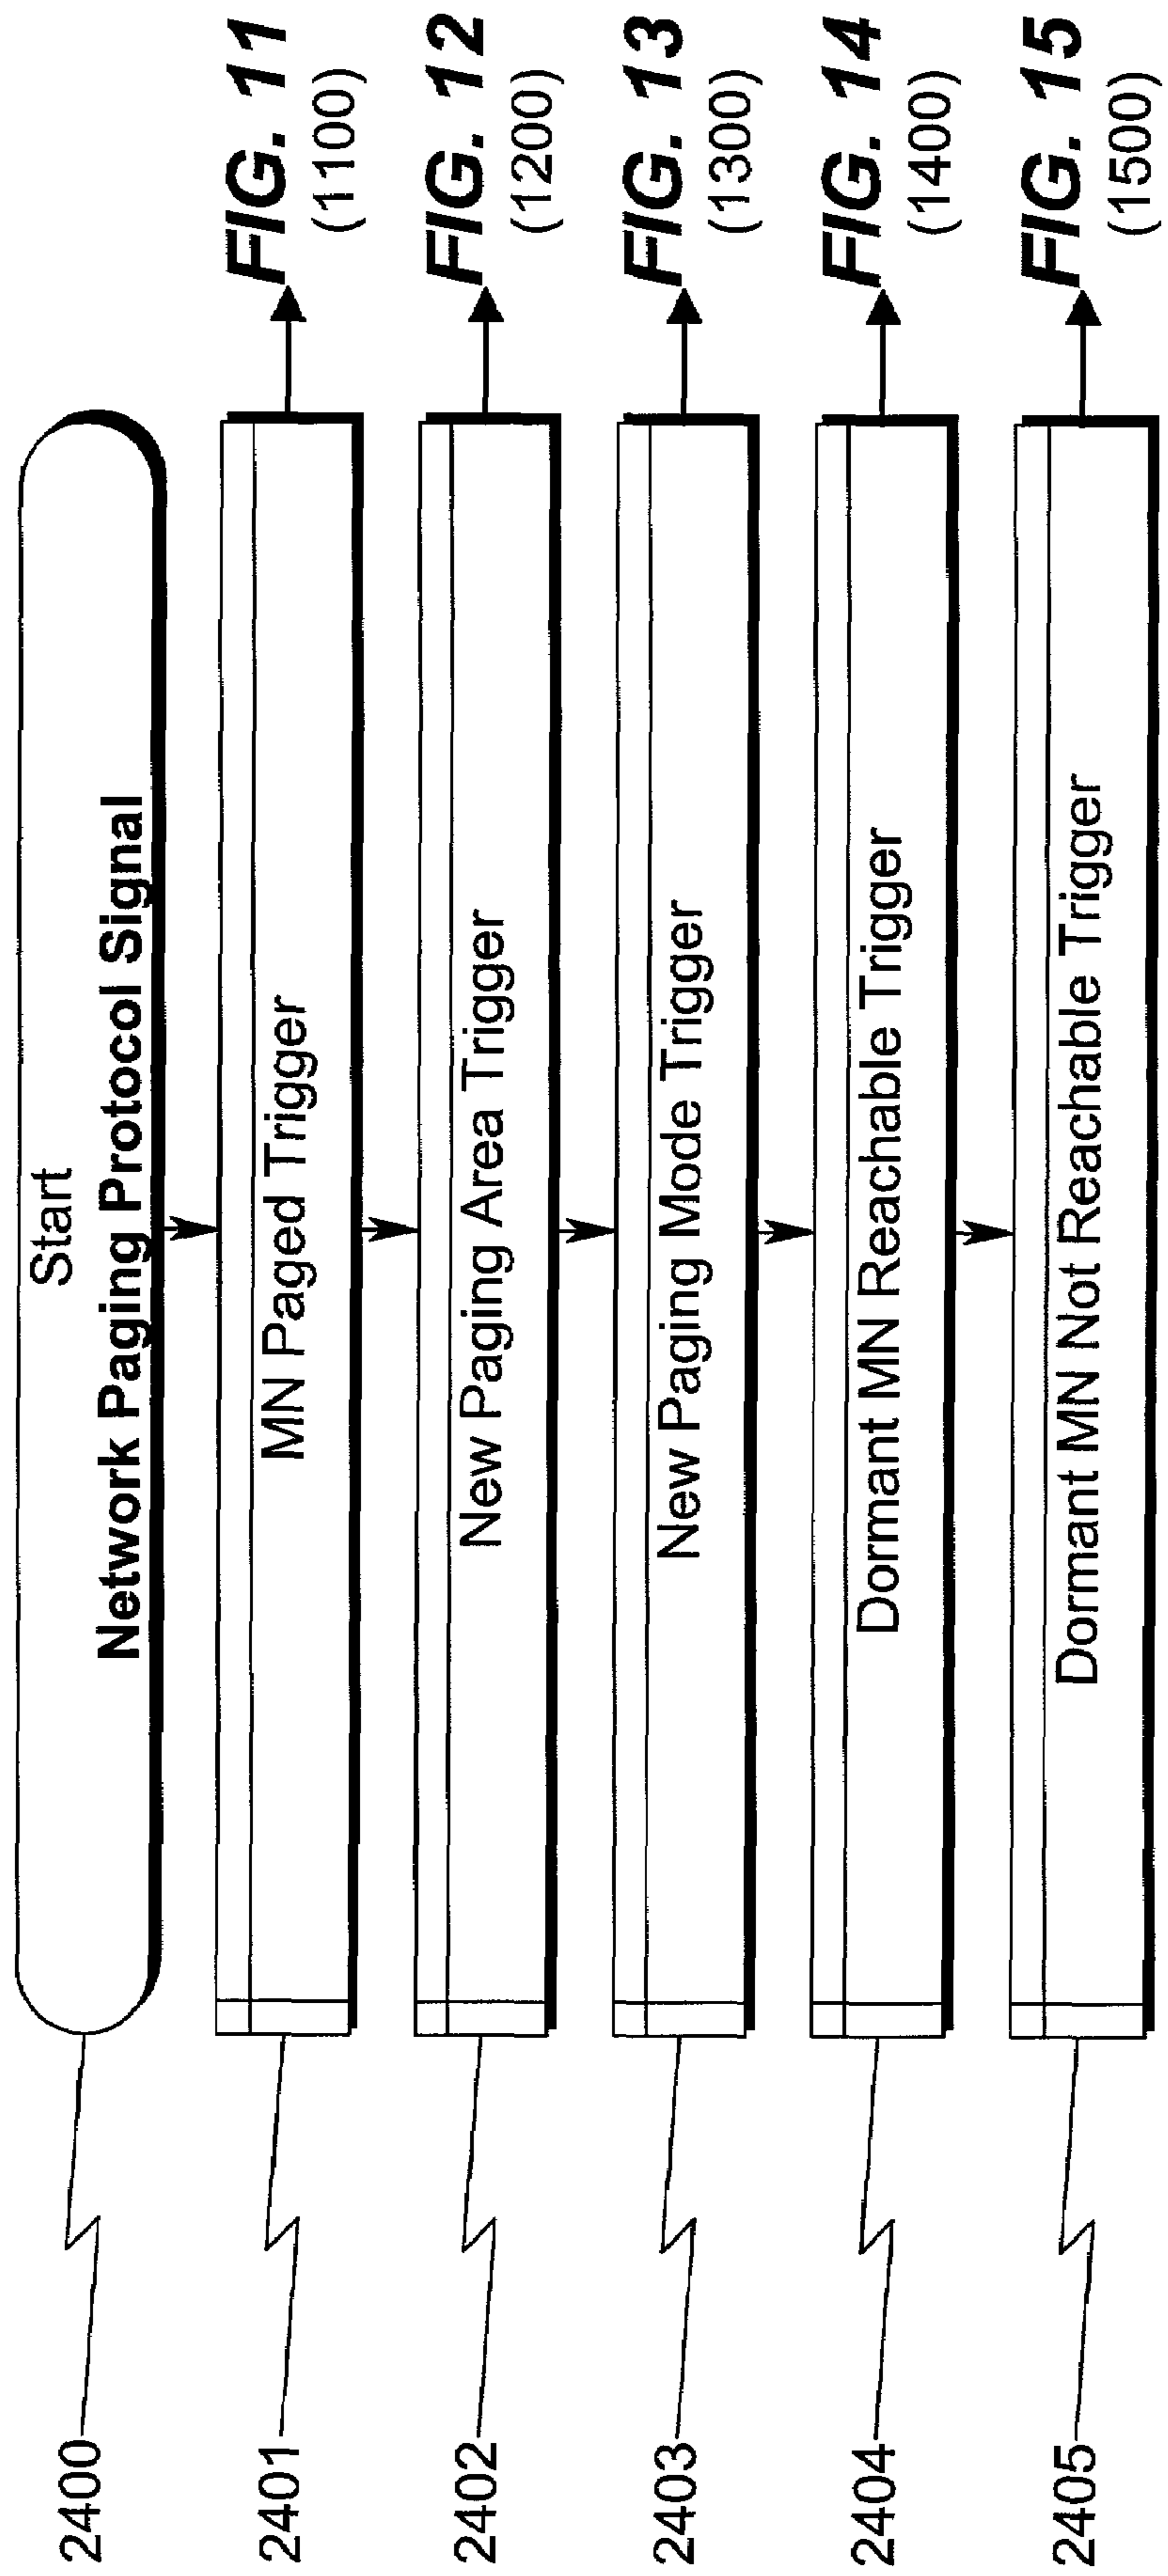 2400
Start
Network Paging Protocol Signal
2401
MN Paged Trigger
FIG. 11
(1100)
2402
New Paging Area Trigger
FIG. 12
(1200)
2403
New Paging Mode Trigger
FIG. 13
(1300)
2404
Dormant MN Reachable Trigger
FIG. 14
(1400)
2405
Dormant MN Not Reachable Trigger
FIG. 15
(1500)